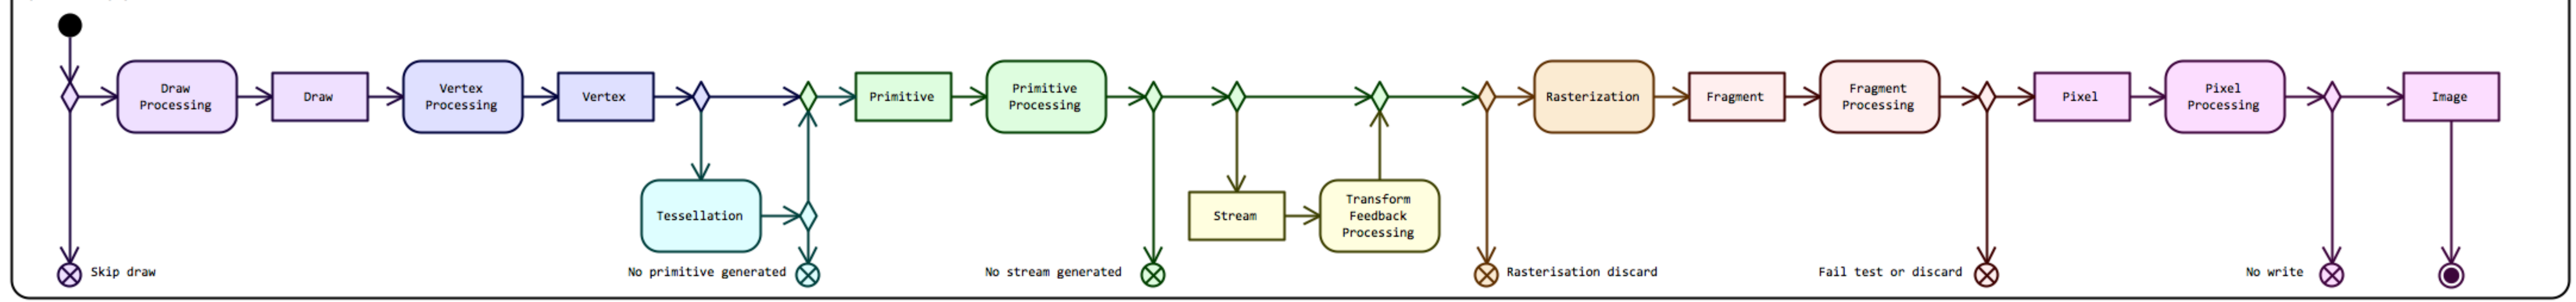 Draw
Processing
Draw
Vertex
Processing
Vertex
Primitive
Primitive
Processing
Rasterization
Fragment
Fragment
Processing
Pixel
Pixel
Processing
Image
Tessellation
Stream
Transform
Feedback
Processing
Skip draw
No primitive generated
No stream generated
Rasterisation discard
Fail test or discard
No write